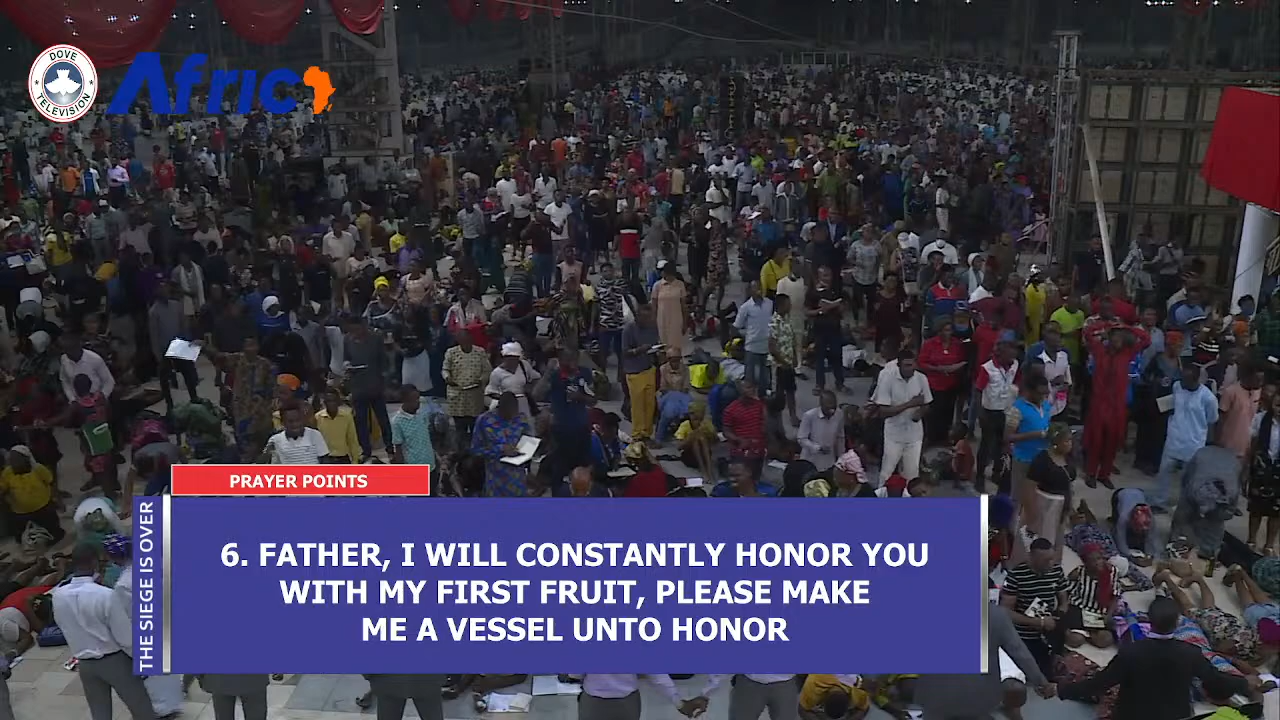 DOVE
TELEVISION
Afric
PRAYER POINTS
THE SIEGE IS OVER
6. FATHER, I WILL CONSTANTLY HONOR YOU
WITH MY FIRST FRUIT, PLEASE MAKE
ME A VESSEL UNTO HONOR